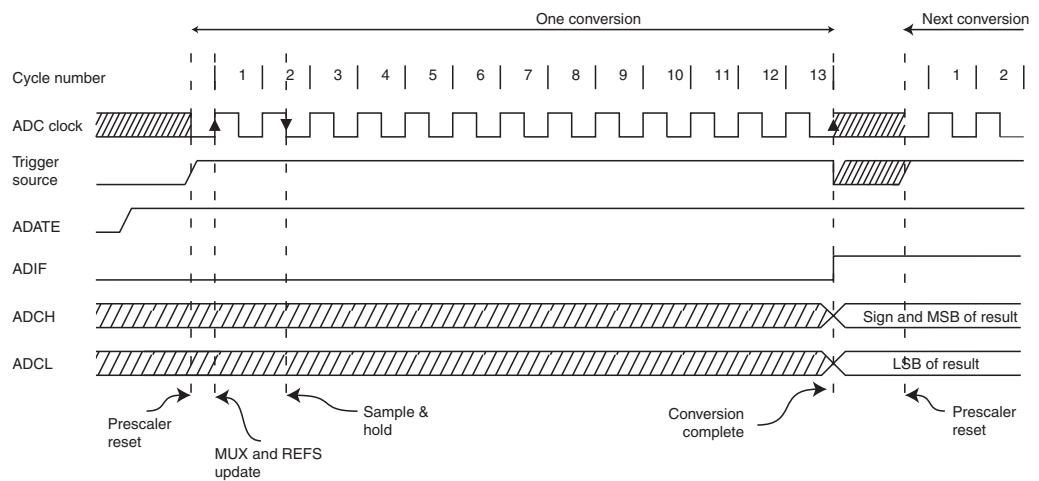 One conversion
Next conversion
Cycle number 1 2 3 4 5 6 7 8 9 10 11 12 13 1 2
ADC clock
Trigger
source
ADATE
ADIF
ADCH
Sign and MSB of result
ADCL
LSB of result
Prescaler
reset
MUX and REFS
update
Sample &
hold
Conversion
complete
Prescaler
reset